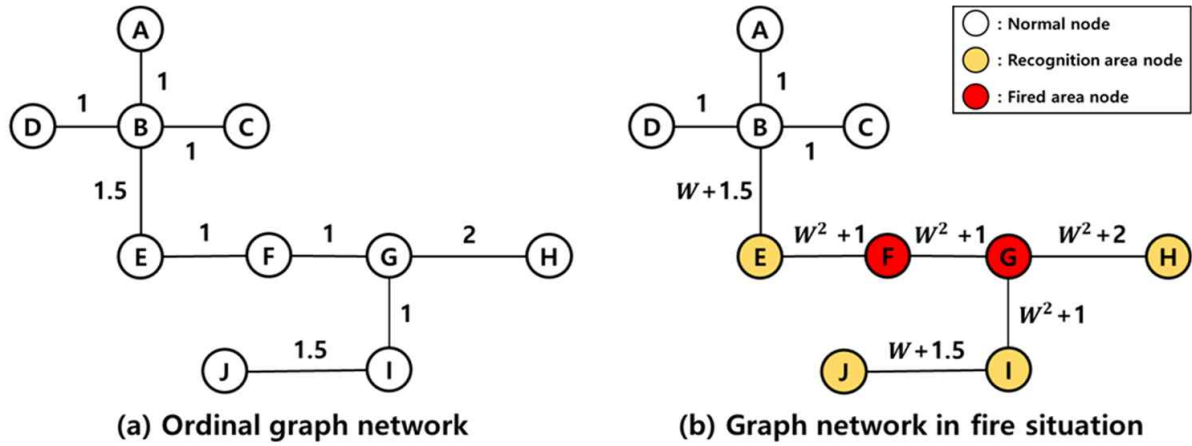 A
1
D
1
B
C
1
1.5
E
1
F
1
G
2
H
1
J
1.5
I
(a) Ordinal graph network
A
1
D
1
B
C
1
W+1.5
E
W² +1
F
W² +1
G
W²+2
H
W²+1
J
W+1.5
I
(b) Graph network in fire situation
: Normal node
: Recognition area node
: Fired area node